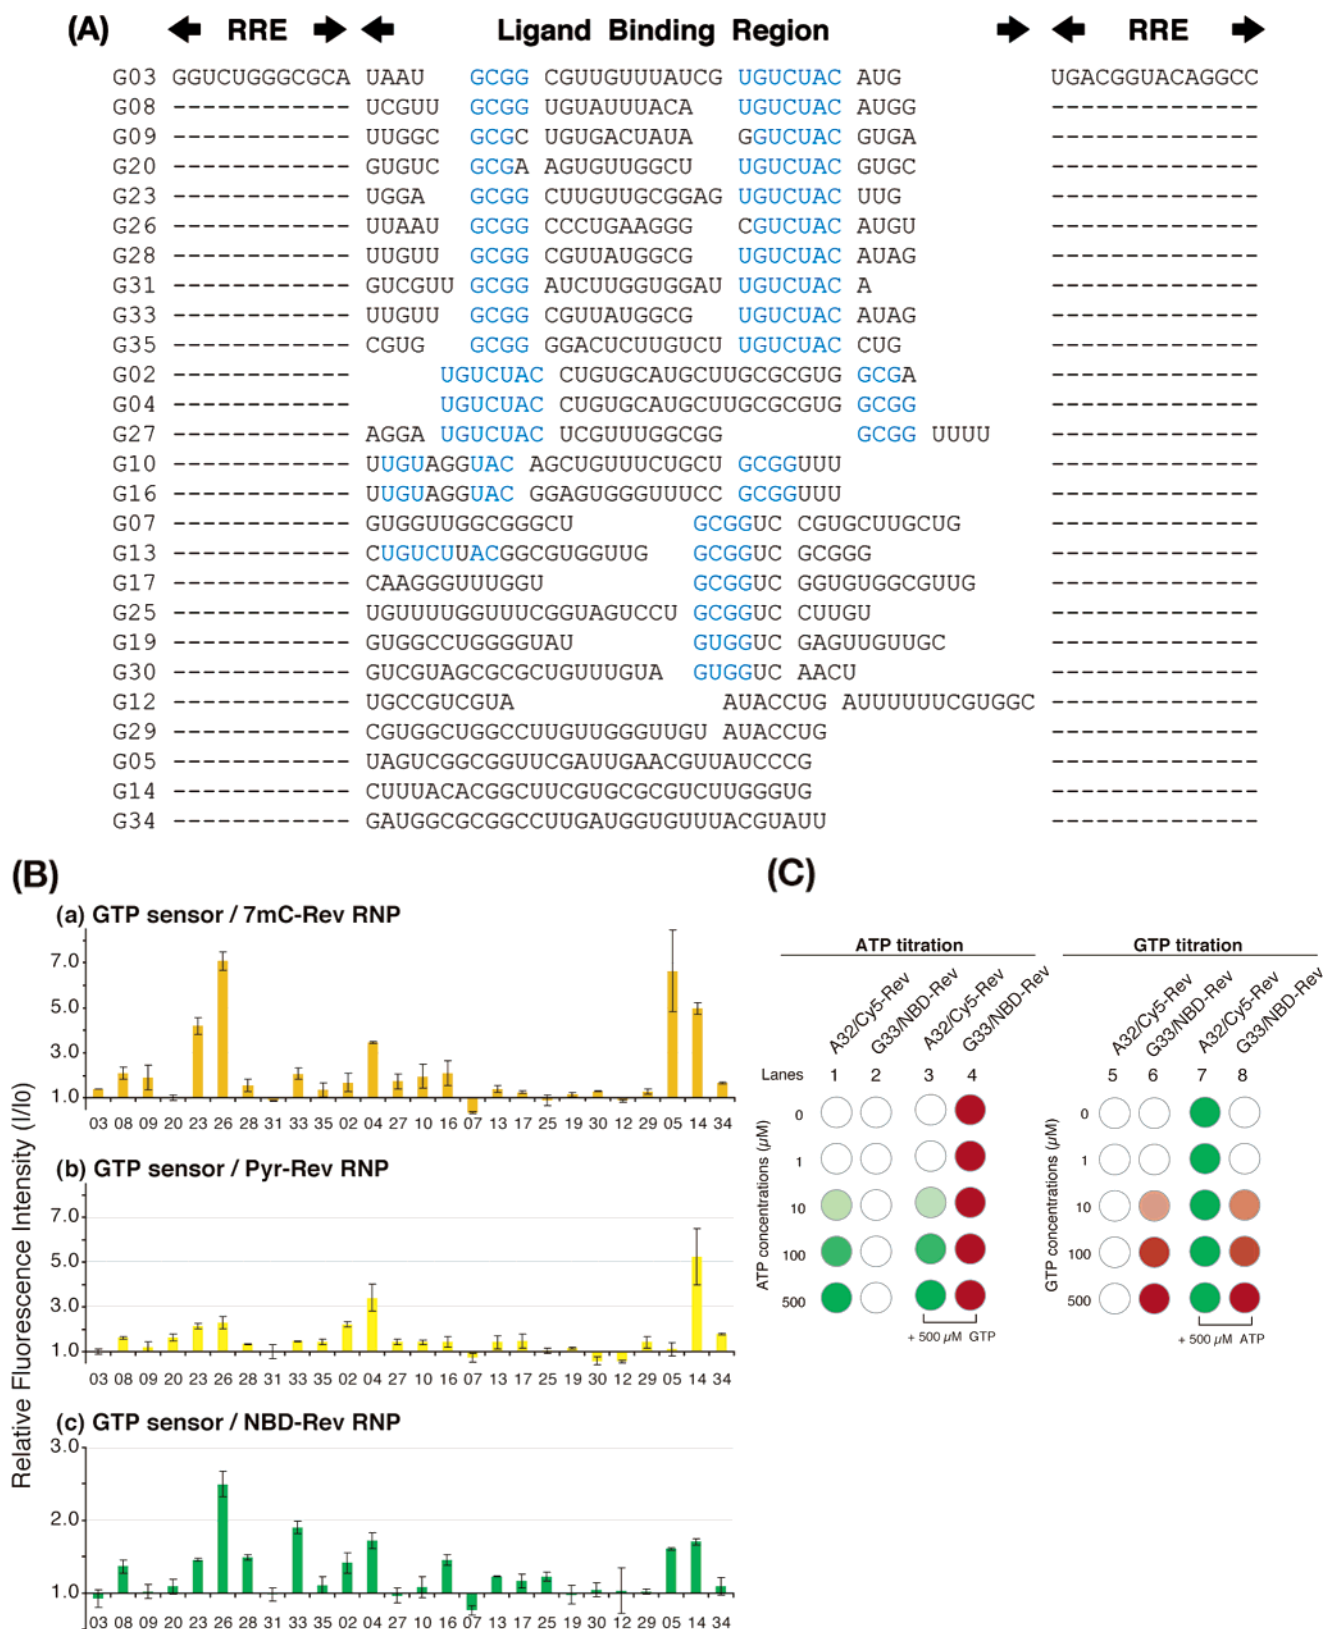 (A) RRE Ligand Binding Region RRE
G03 GGUCUGGGCGCA UAAU GCGG CGUUGUUUAUCG UGUCUAC AUG UGACGGUACAGGCC
G08 ------------ UCGUU GCGG UGUAUUUACA UGUCUAC AUGG --------------
G09 ------------ UUGGC GCGC UGUGACUAUA GGUCUAC GUGA --------------
G20 ------------ GUGUC GCGA AGUGUUGGCU UGUCUAC GUGC --------------
G23 ------------ UGGA GCGG CUUGUUGCGGAG UGUCUAC UUG --------------
G26 ------------ UUAAU GCGG CCCUGAAGGG CGUCUAC AUGU --------------
G28 ------------ UUGUU GCGG CGUUAUGGCG UGUCUAC AUAG --------------
G31 ------------ GUCGUU GCGG AUCUUGGUGGAU UGUCUAC A --------------
G33 ------------ UUGUU GCGG CGUUAUGGCG UGUCUAC AUAG --------------
G35 ------------ CGUG GCGG GGACUCUUGUCU UGUCUAC CUG --------------
G02 ------------ UGUCUAC CUGUGCAUGCUUGCGCGUG GCGA --------------
G04 ------------ UGUCUAC CUGUGCAUGCUUGCGCGUG GCGG --------------
G27 ------------ AGGA UGUCUAC UCGUUUGGCGG GCGG UUUU --------------
G10 ------------ UUGUAGGUAC AGCUGUUUCUGCU GCGGUUU --------------
G16 ------------ UUGUAGGUAC GGAGUGGGUUUCC GCGGUUU --------------
G07 ------------ GUGGUUGGCGGGCU GCGGUC CGUGCUUGCUG --------------
G13 ------------ CUGUCUUACGGCGUGGUUG GCGGUC GCGGG --------------
G17 ------------ CAAGGGUUUGGU GCGGUC GGUGUGGCGUUG --------------
G25 ------------ UGUUUUGGUUUCGGUAGUCCU GCGGUC CUUGU --------------
G19 ------------ GUGGCCUGGGGUAU GUGGUC GAGUUGUUGC --------------
G30 ------------ GUCGUAGCGCGCUGUUUGUA GUGGUC AACU --------------
G12 ------------ UGCCGUCGUA AUACCUG AUUUUUUCGUGGC --------------
G29 ------------ CGUGGCUGGCCUUGUUGGGUUGU AUACCUG --------------
G05 ------------ UAGUCGGCGGUUCGAUUGAACGUUAUCCCG --------------
G14 ------------ CUUUACACGGCUUCGUGCGCGUCUUGGGUG --------------
G34 ------------ GAUGGCGCGGCCUUGAUGGUGUUUACGUAUU --------------
(B)
Relative Fluorescence Intensity (I/I0)
(a) GTP sensor / 7mC-Rev RNP
7.0
5.0
3.0
1.0
03 08 09 20 23 26 28 31 33 35 02 04 27 10 16 07 13 17 25 19 30 12 29 05 14 34
(b) GTP sensor / Pyr-Rev RNP
7.0
5.0
3.0
1.0
03 08 09 20 23 26 28 31 33 35 02 04 27 10 16 07 13 17 25 19 30 12 29 05 14 34
(c) GTP sensor / NBD-Rev RNP
3.0
2.0
1.0
03 08 09 20 23 26 28 31 33 35 02 04 27 10 16 07 13 17 25 19 30 12 29 05 14 34
(C)
ATP titration GTP titration
A32/Cy5-Rev G33/NBD-Rev A32/Cy5-Rev G33/NBD-Rev A32/Cy5-Rev G33/NBD-Rev A32/Cy5-Rev G33/NBD-Rev
Lanes 1 2 3 4 5 6 7 8
ATP concentrations (µM)
0
1
10
100
500
+ 500 µM GTP
GTP concentrations (µM)
0
1
10
100
500
+ 500 µM ATP